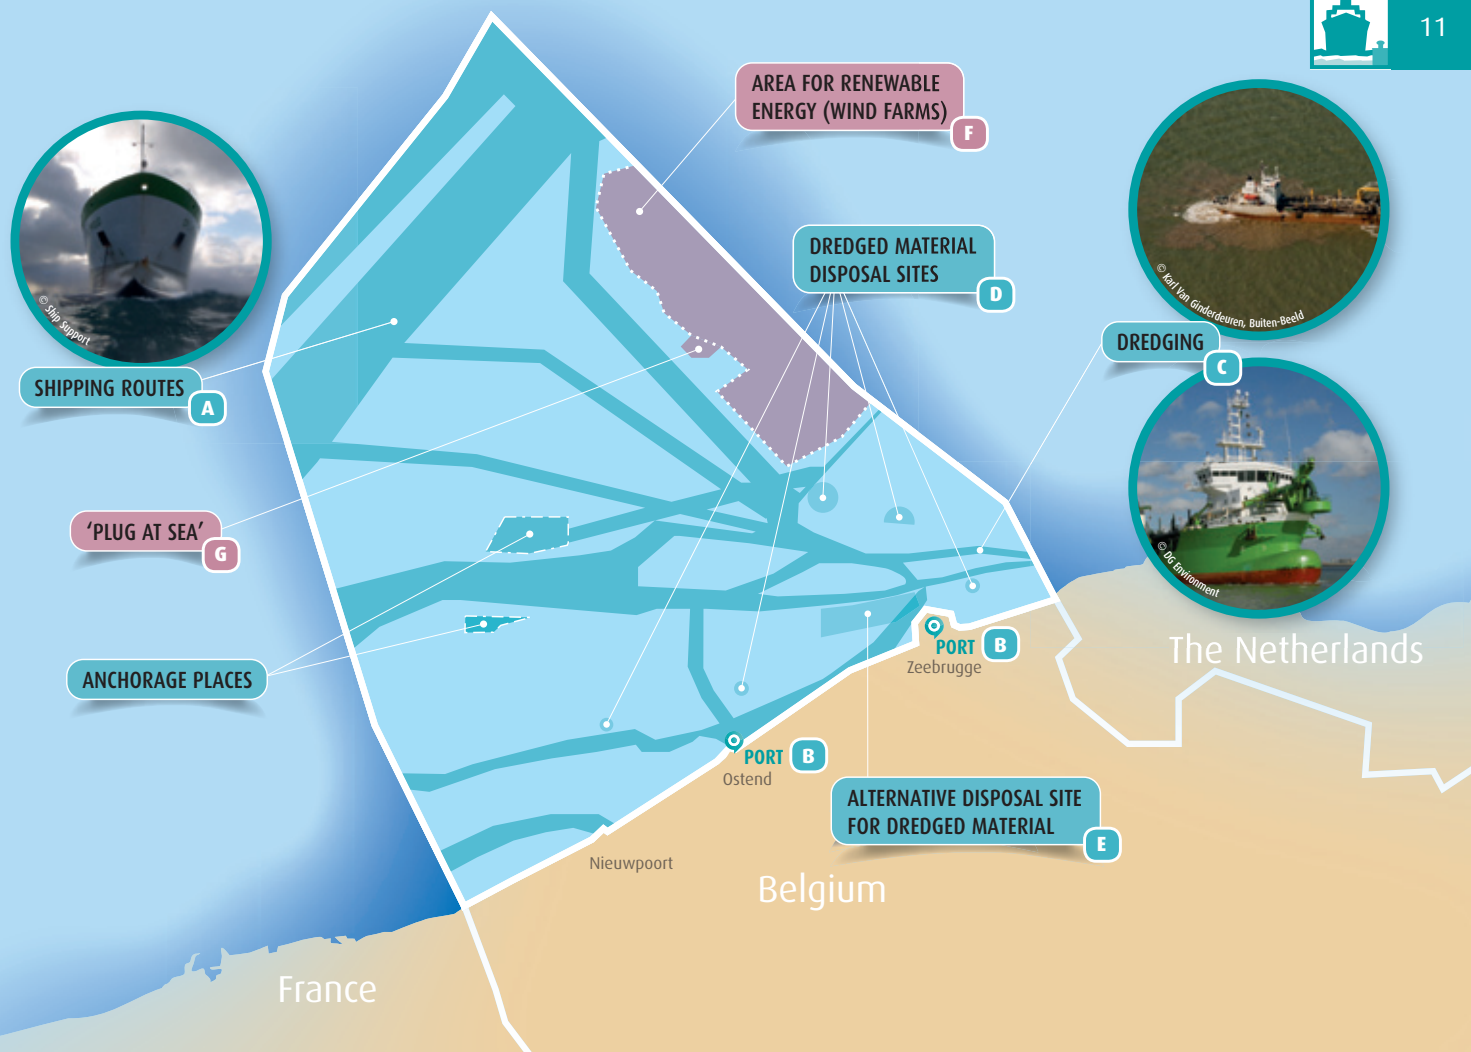 11
AREA FOR RENEWABLE
ENERGY (WIND FARMS)
F
© Ship Support
SHIPPING ROUTES
A
DREDGED MATERIAL
DISPOSAL SITES
D
© Karl Van Ginderdeuren, Buiten-Beeld
DREDGING
C
© DG Environment
‘PLUG AT SEA’
G
ANCHORAGE PLACES
PORT B
Zeebrugge
The Netherlands
PORT B
Ostend
ALTERNATIVE DISPOSAL SITE
FOR DREDGED MATERIAL
E
Nieuwpoort
Belgium
France